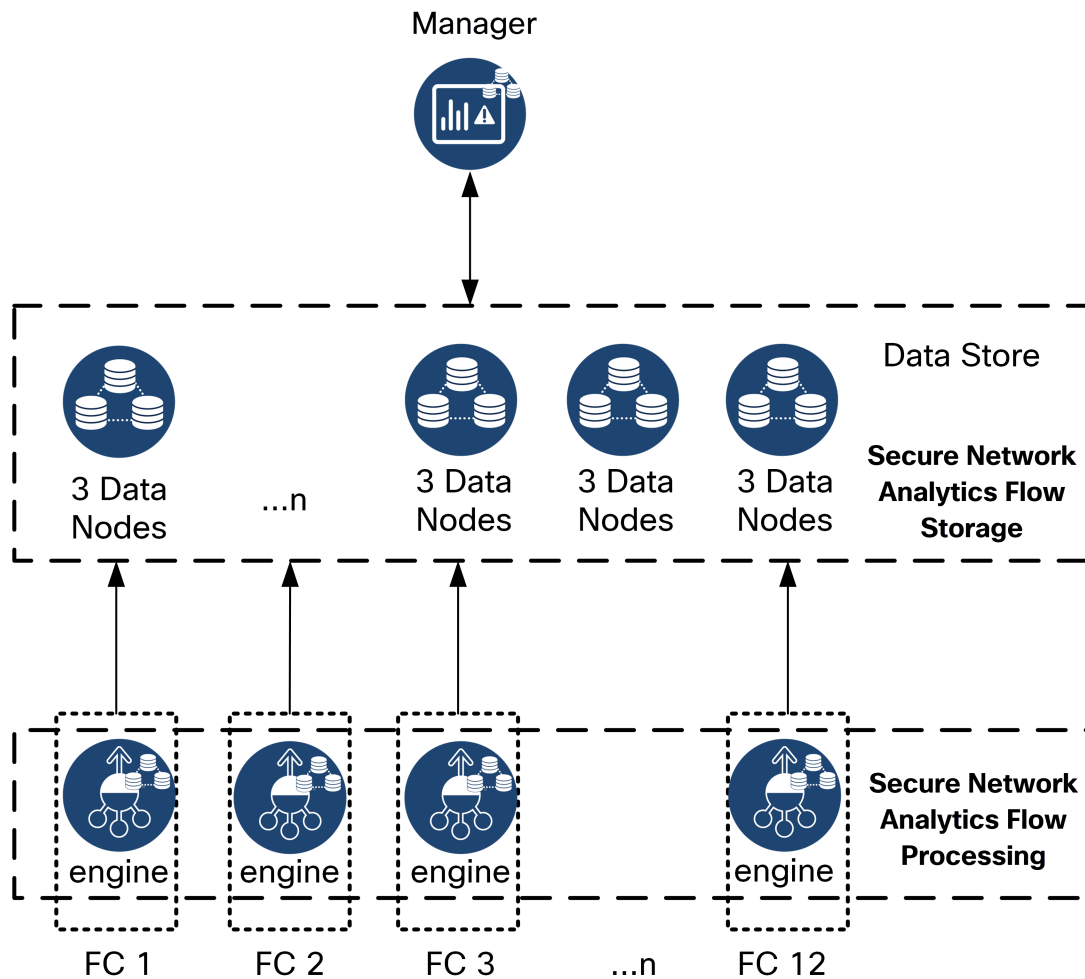 Manager
Data Store
3 Data
Nodes
...n
3 Data
Nodes
3 Data
Nodes
3 Data
Nodes
Secure Network
Analytics Flow
Storage
engine
engine
engine
engine
Secure Network
Analytics Flow
Processing
FC 1
FC 2
FC 3
...n
FC 12